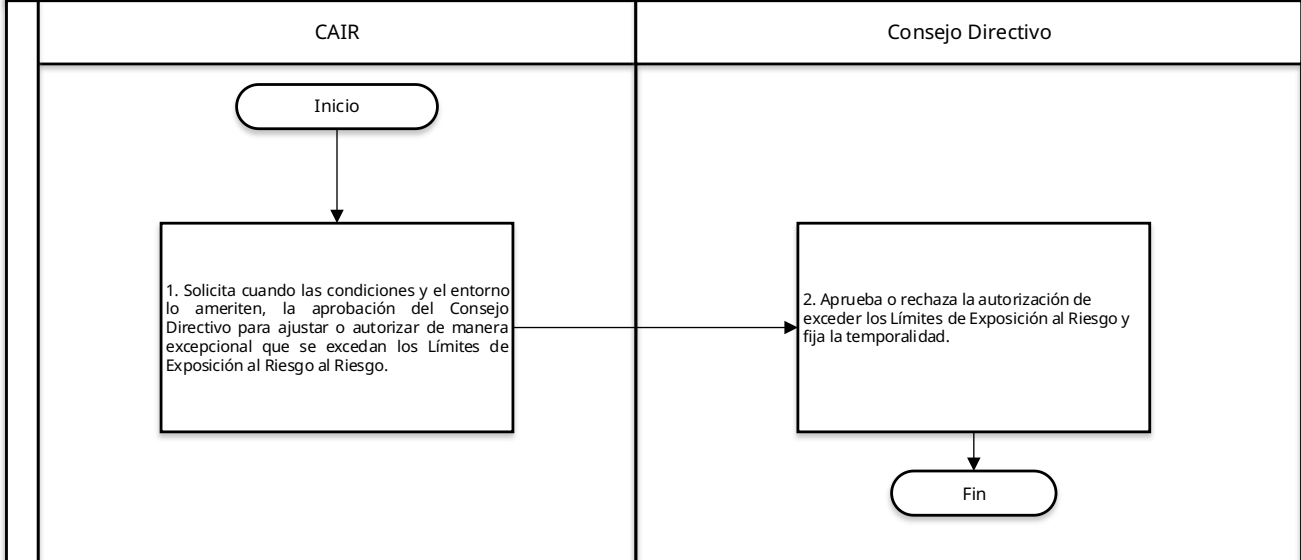 CAIR
Consejo Directivo
Inicio
1. Solicita cuando las condiciones y el entorno
lo ameriten, la aprobación del Consejo
Directivo para ajustar o autorizar de manera
excepcional que se excedan los Límites de
Exposición al Riesgo al Riesgo.
2. Aprueba o rechaza la autorización de
exceder los Límites de Exposición al Riesgo y
fija la temporalidad.
Fin